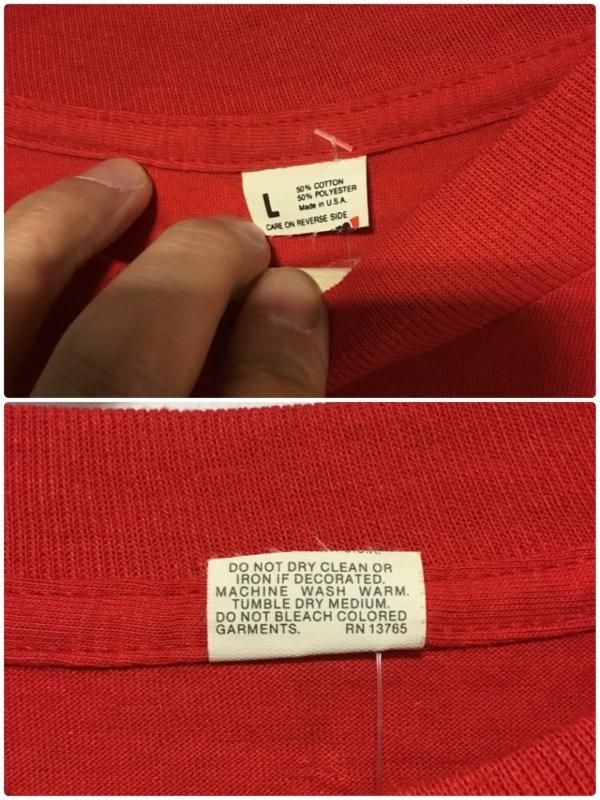 L
50% COTTON
50% POLYESTER
Made in U.S.A.
CARE ON REVERSE SIDE
DO NOT DRY CLEAN OR
IRON IF DECORATED.
MACHINE WASH WARM.
TUMBLE DRY MEDIUM.
DO NOT BLEACH COLORED
GARMENTS. RN 13765